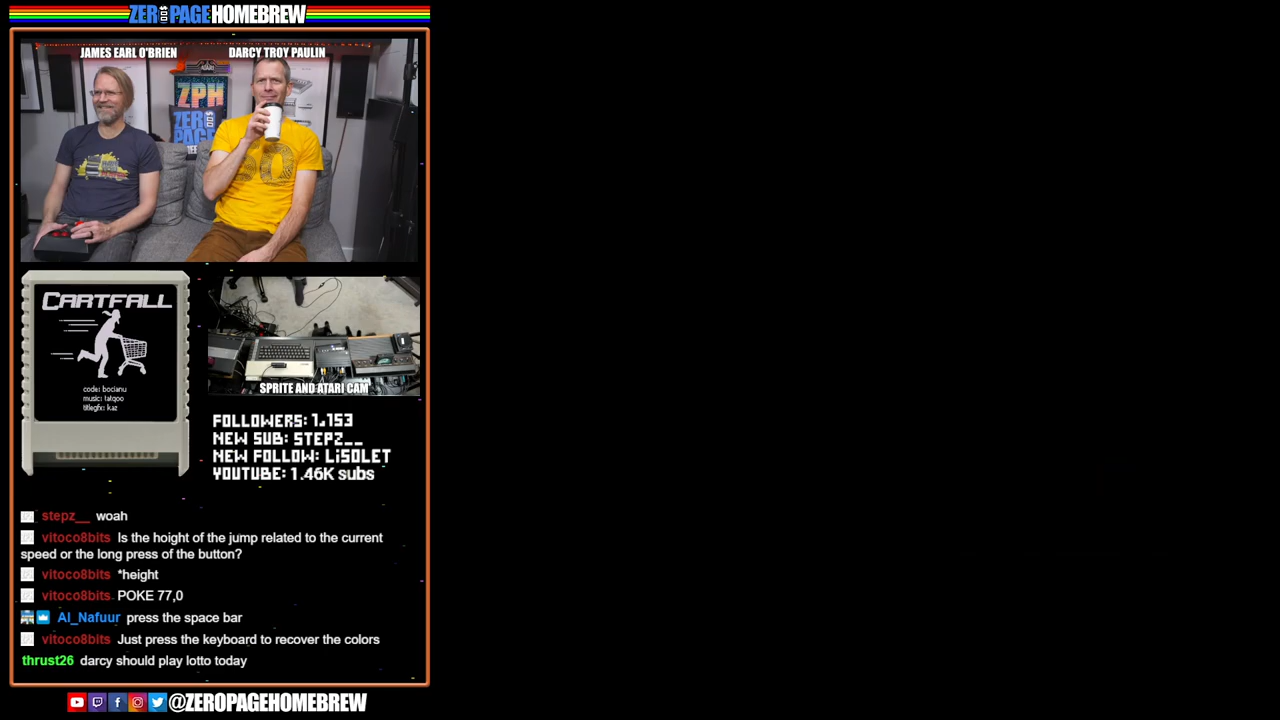 ZEROPAGEHOMEBREW
JAMES EARL O'BRIEN
DARCY TROY PAULIN
ZPH
ZERO
PAGE
CARTFALL
code: bocianu
music: tatqoo
titlegfx: kaz
SPRITE AND ATARI CAM
FOLLOWERS: 1,153
NEW SUB: STEPZ__
NEW FOLLOW: LISOLET
YOUTUBE: 1.46K subs
stepz__ woah
vitoco8bits Is the hoight of the jump related to the current
speed or the long press of the button?
vitoco8bits *height
vitoco8bits POKE 77,0
Al_Nafuur press the space bar
vitoco8bits Just press the keyboard to recover the colors
thrust26 darcy should play lotto today
@ZEROPAGEHOMEBREW